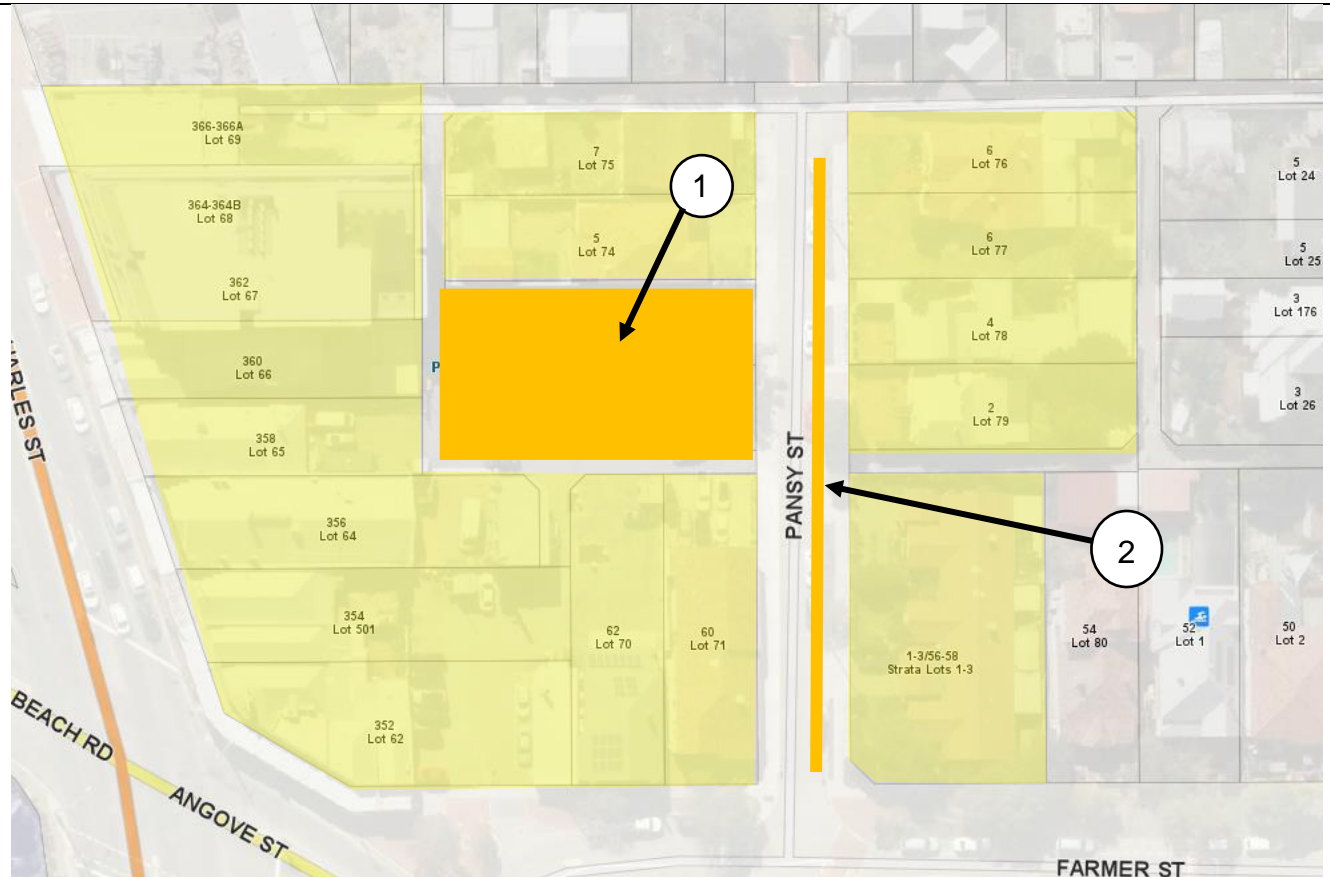 366-366A
Lot 69
7
Lot 75
6
Lot 76
5
Lot 24
1
364-364B
Lot 68
5
Lot 74
6
Lot 77
5
Lot 25
362
Lot 67
4
Lot 78
3
Lot 176
360
Lot 66
P
3
Lot 26
2
Lot 79
358
Lot 65
PANSY ST
356
Lot 64
2
354
Lot 501
62
Lot 70
60
Lot 71
1-3/56-58
Strata Lots 1-3
54
Lot 80
52
Lot 1
50
Lot 2
352
Lot 62
ARLES ST
BEACH RD
ANGOVE ST
FARMER ST